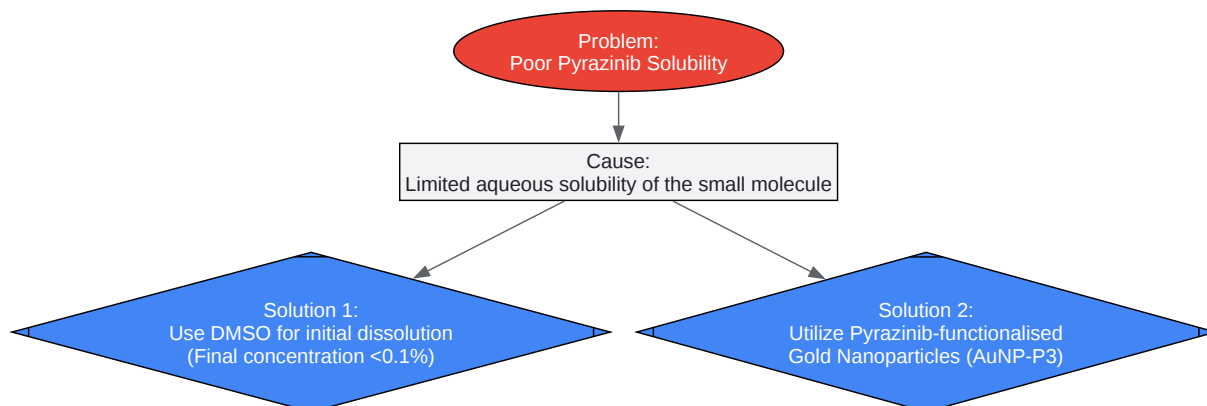 Problem:
Poor Pyrazinib Solubility
Cause:
Limited aqueous solubility of the small molecule
Solution 1:
Use DMSO for initial dissolution
(Final concentration <0.1%)
Solution 2:
Utilize Pyrazinib-functionalised
Gold Nanoparticles (AuNP-P3)